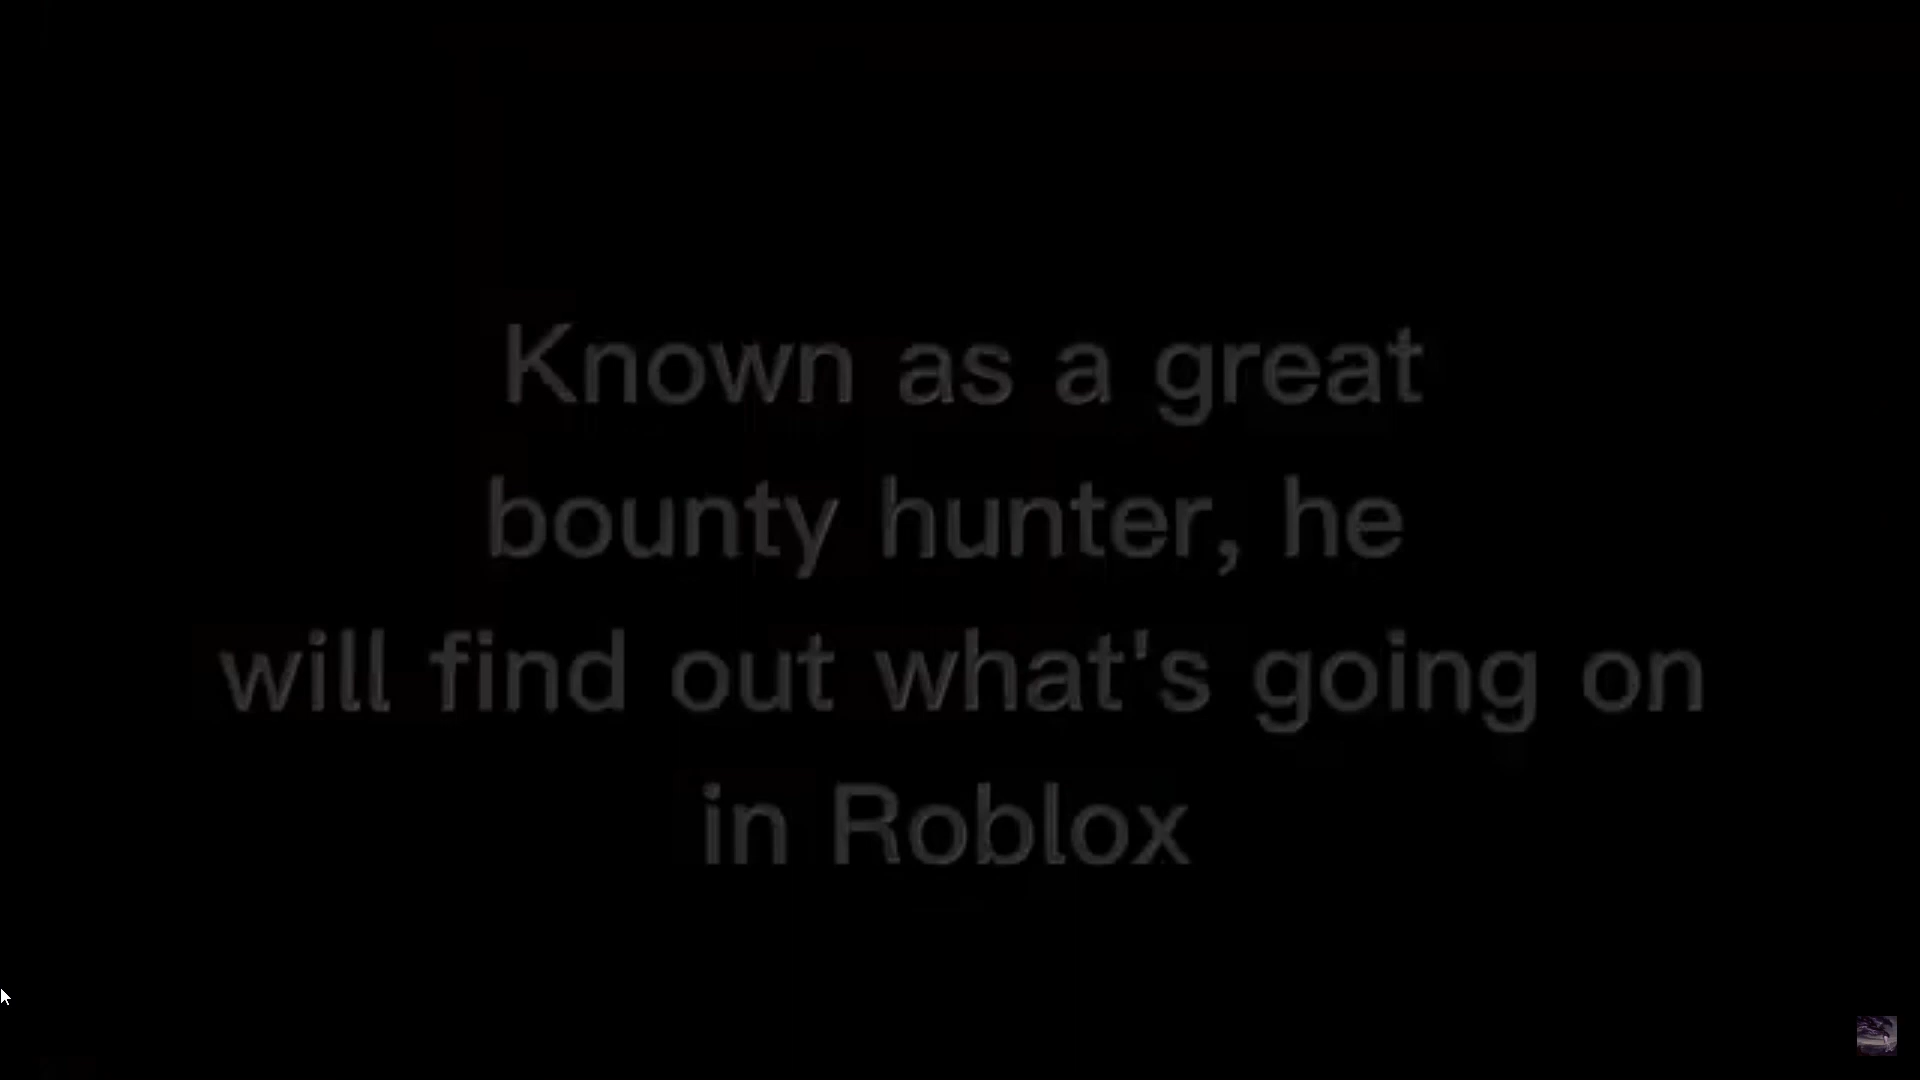 Known as a great
bounty hunter, he
will find out what's going on
in Roblox